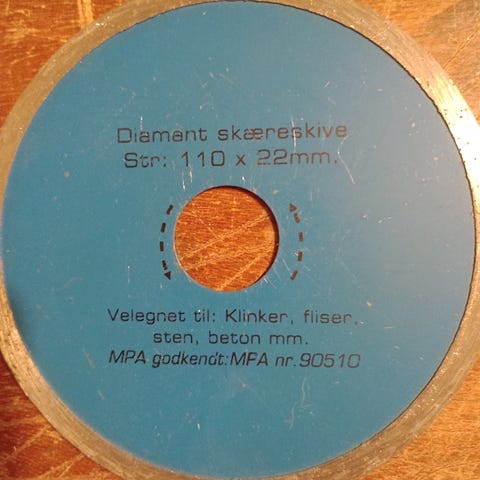 Diamant skæreskive
Str: 110 x 22mm.
Velegnet til: Klinker, fliser,
sten, beton mm.
MPA godkendt: MPA nr. 90510